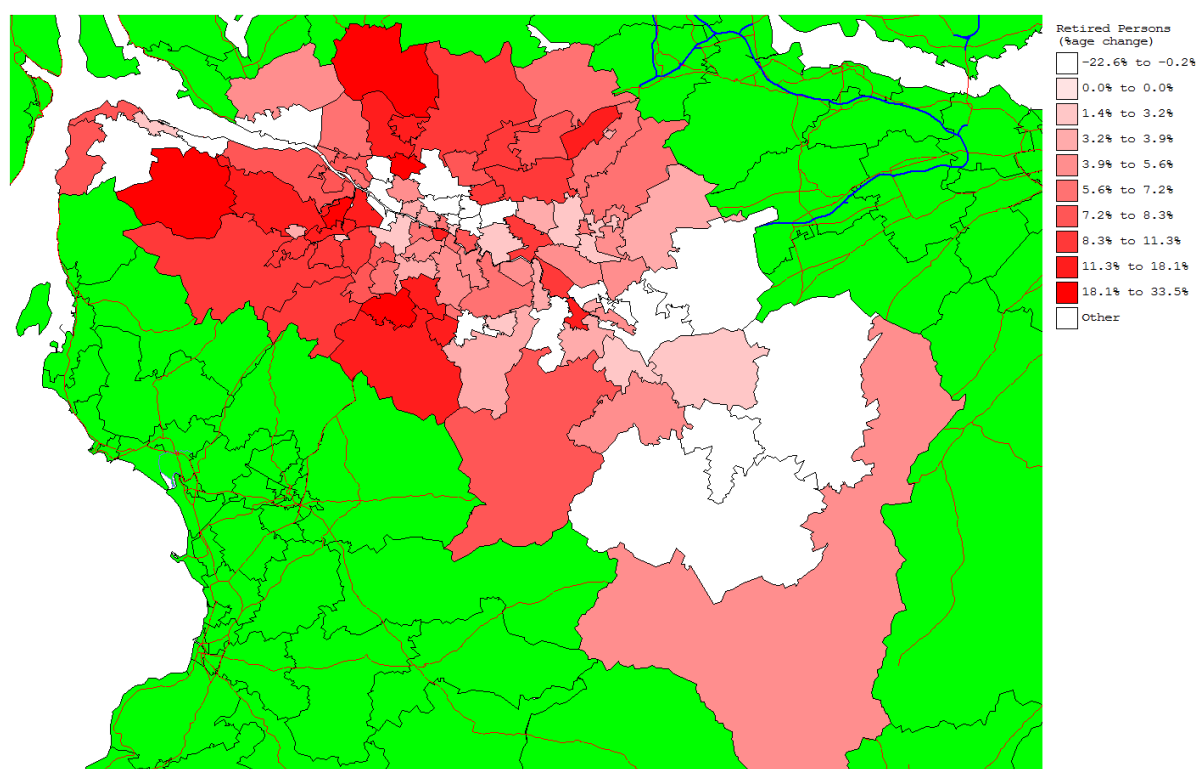 Retired Persons
(%age change)
-22.6% to -0.2%
0.0% to 0.0%
1.4% to 3.2%
3.2% to 3.9%
3.9% to 5.6%
5.6% to 7.2%
7.2% to 8.3%
8.3% to 11.3%
11.3% to 18.1%
18.1% to 33.5%
Other